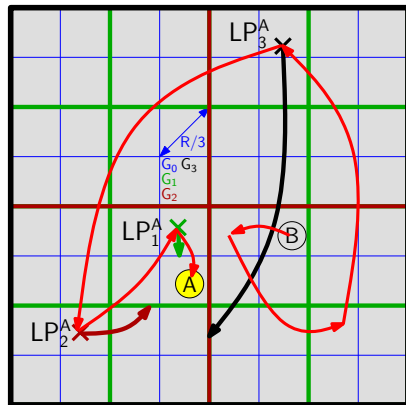 LP₃ᴬ
R/3
G₀ G₃
G₁
G₂
LP₁ᴬ
B
A
LP₂ᴬ